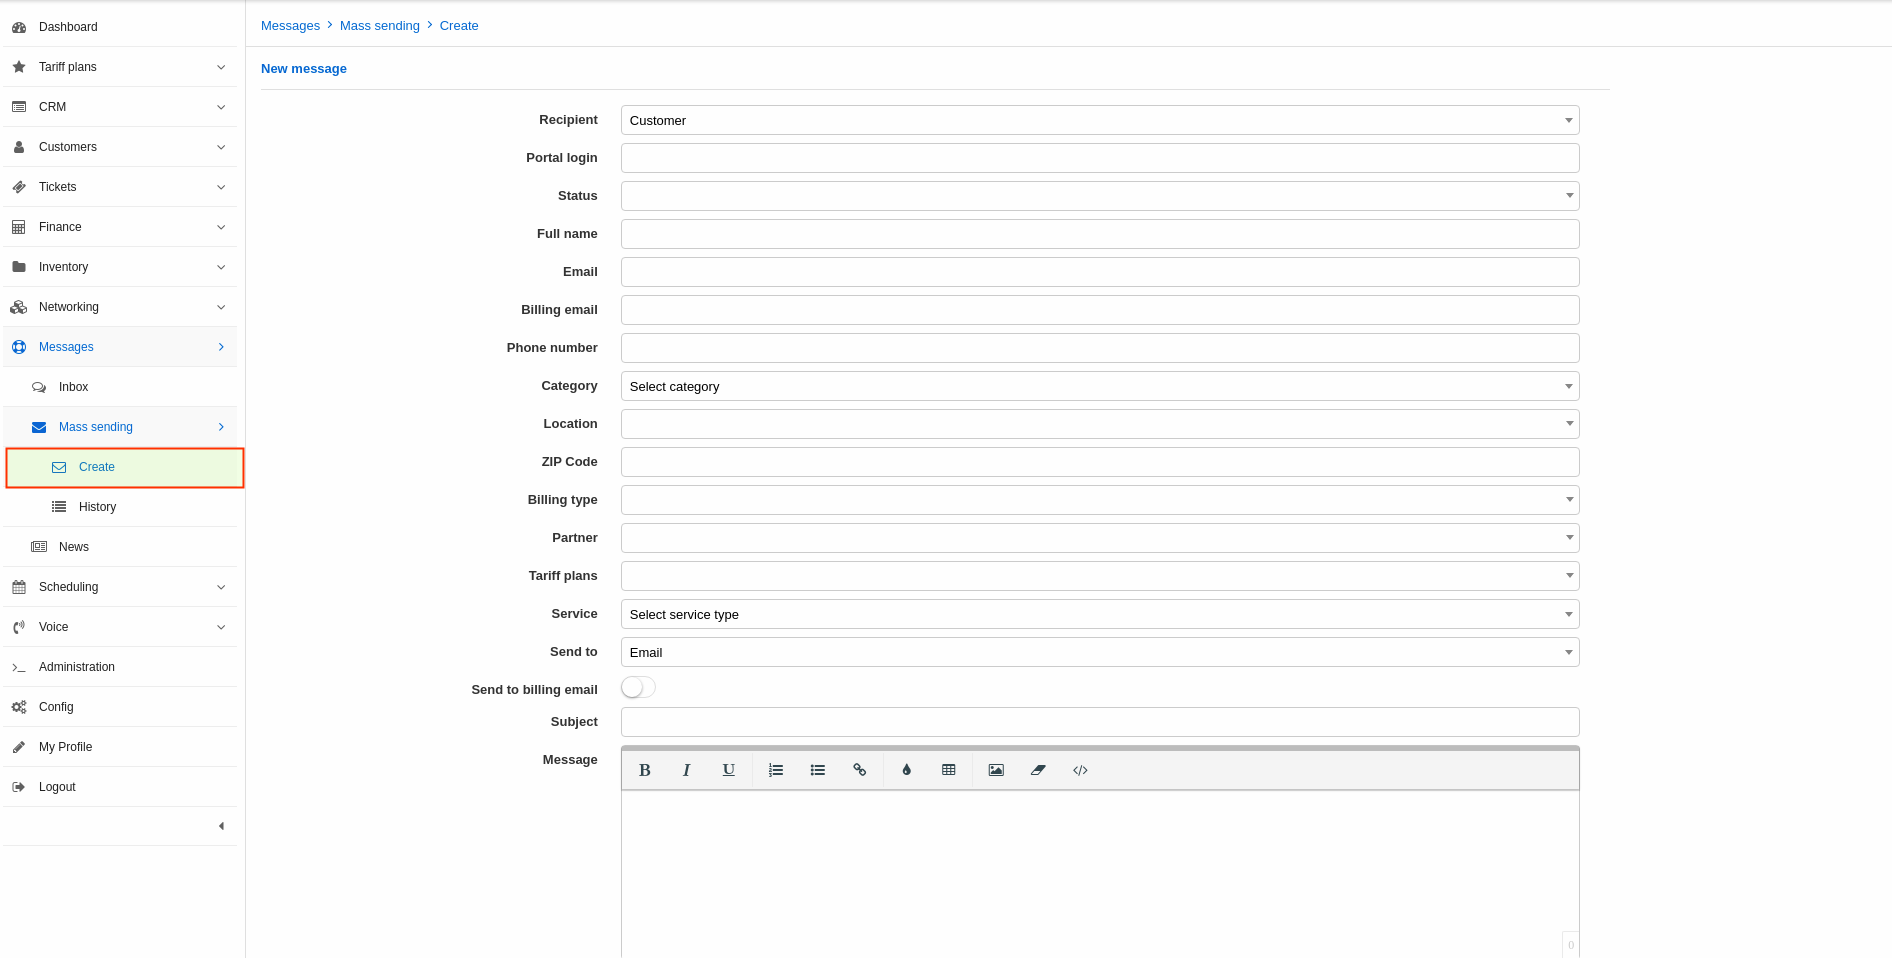 Dashboard
Tariff plans
CRM
Customers
Tickets
Finance
Inventory
Networking
Messages
Inbox
Mass sending
Create
History
News
Scheduling
Voice
Administration
Config
My Profile
Logout
Messages > Mass sending > Create
New message
Recipient Customer
Portal login
Status
Full name
Email
Billing email
Phone number
Category Select category
Location
ZIP Code
Billing type
Partner
Tariff plans
Service Select service type
Send to Email
Send to billing email
Subject
Message
B I U
0